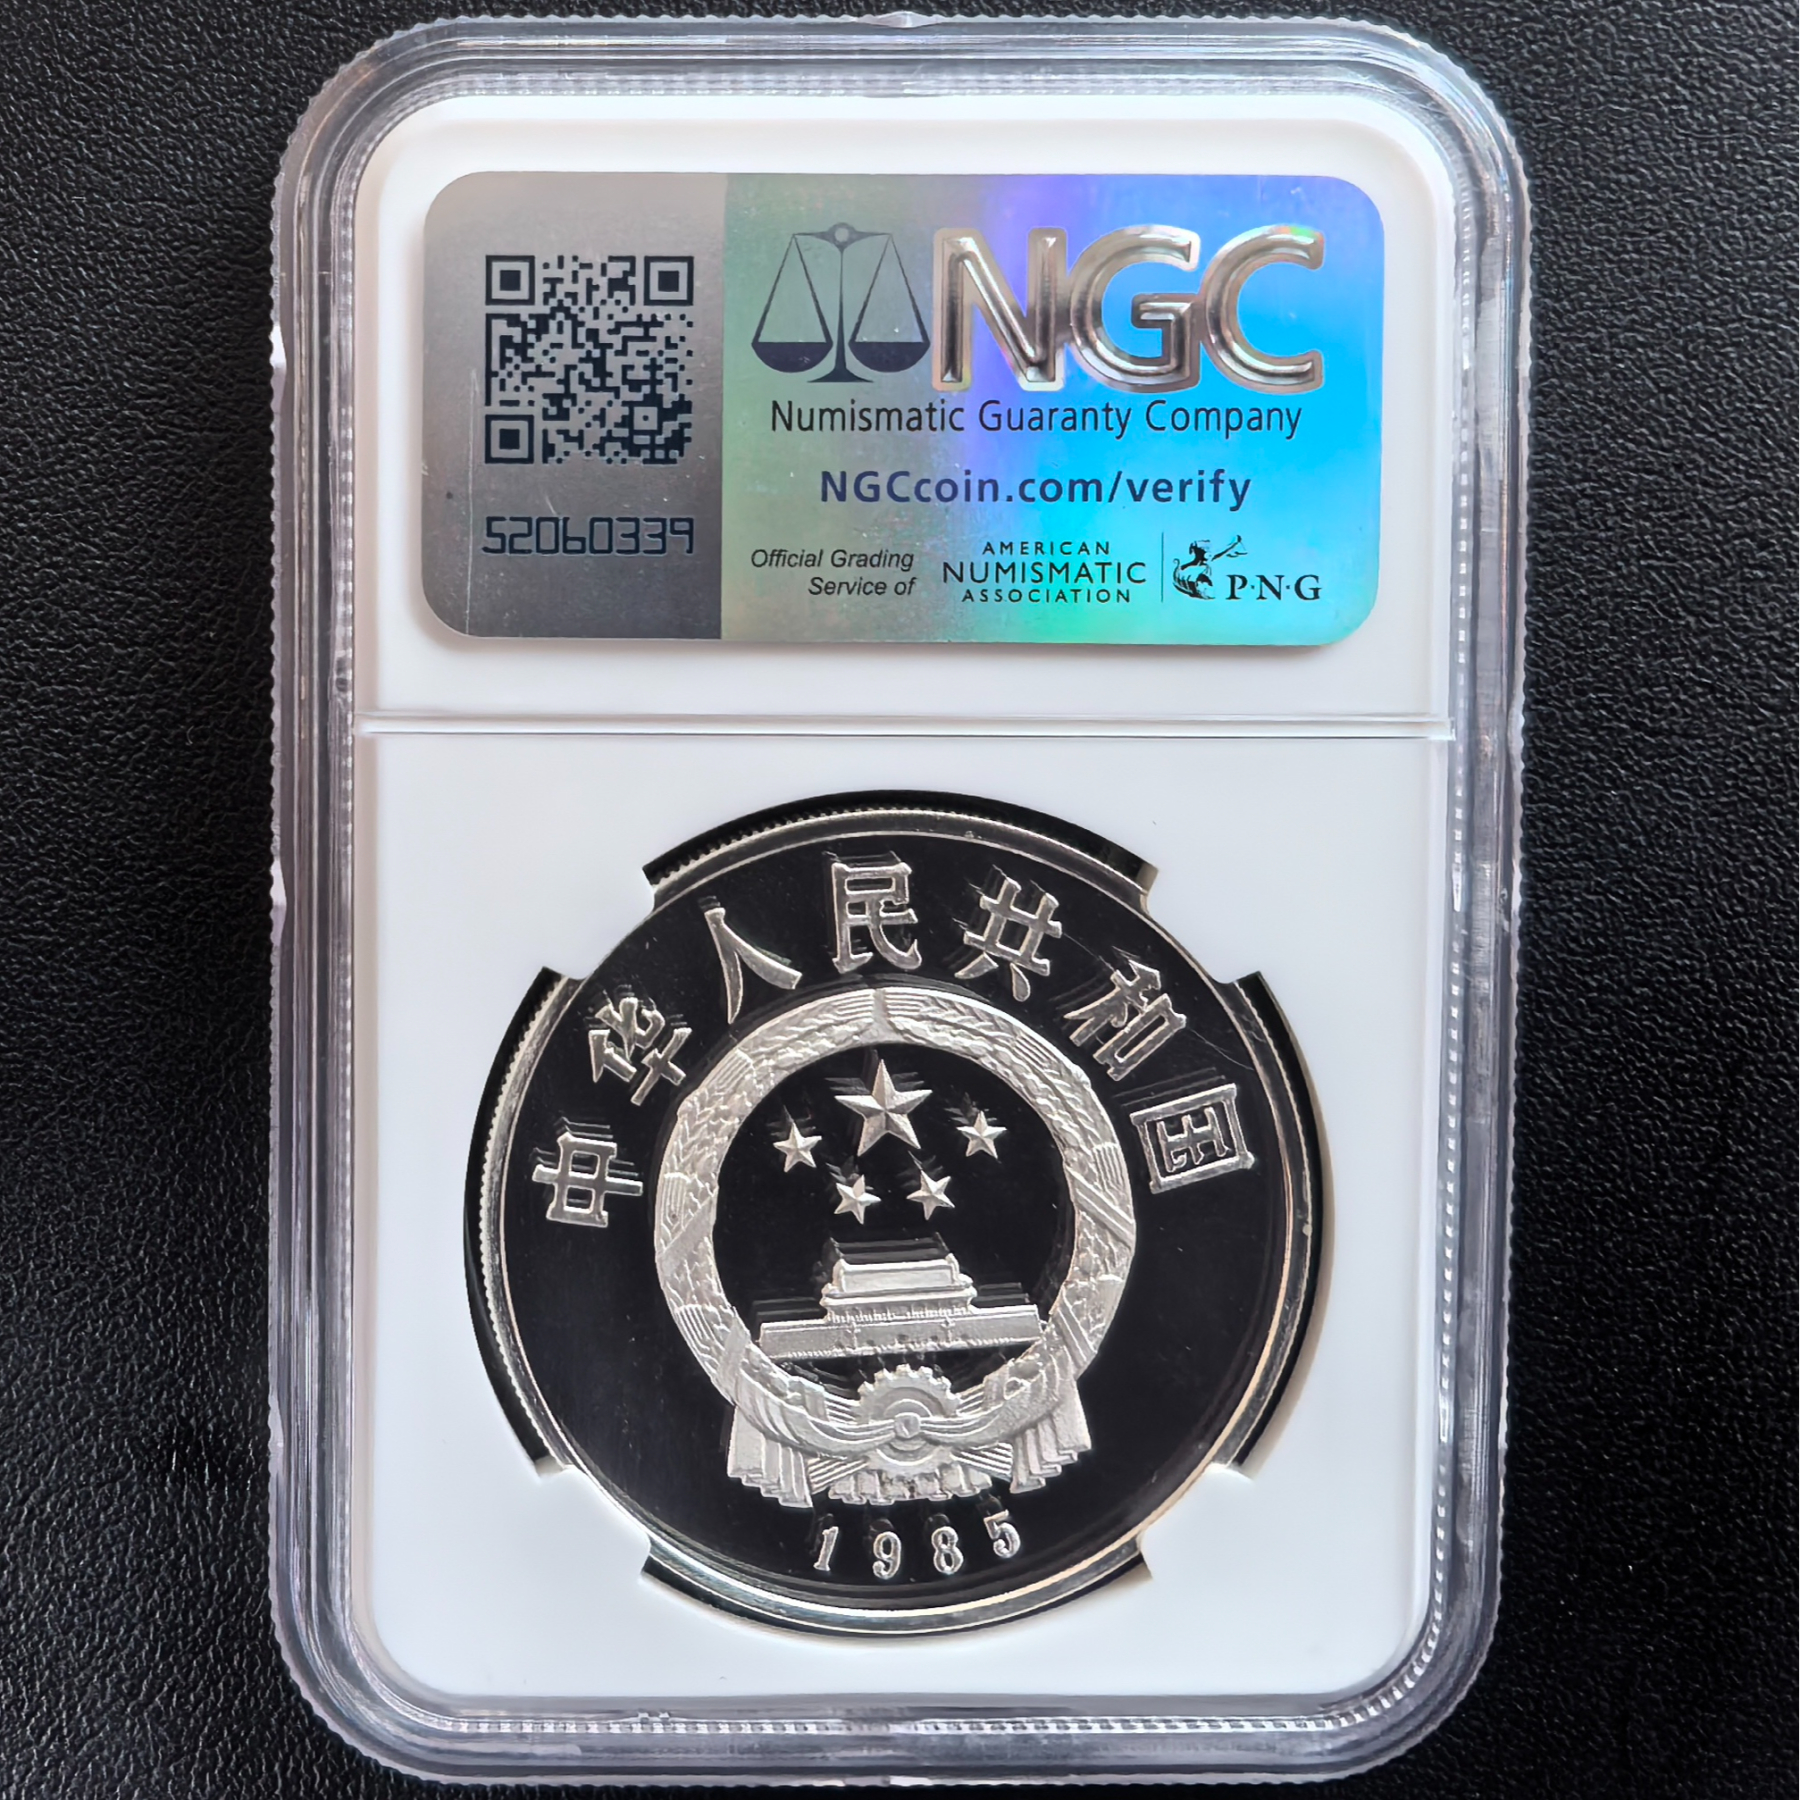 NGC
Numismatic Guaranty Company
NGCcoin.com/verify
52060339
Official Grading
Service of
AMERICAN
NUMISMATIC
ASSOCIATION
P·N·G
中华人民共和国
1985